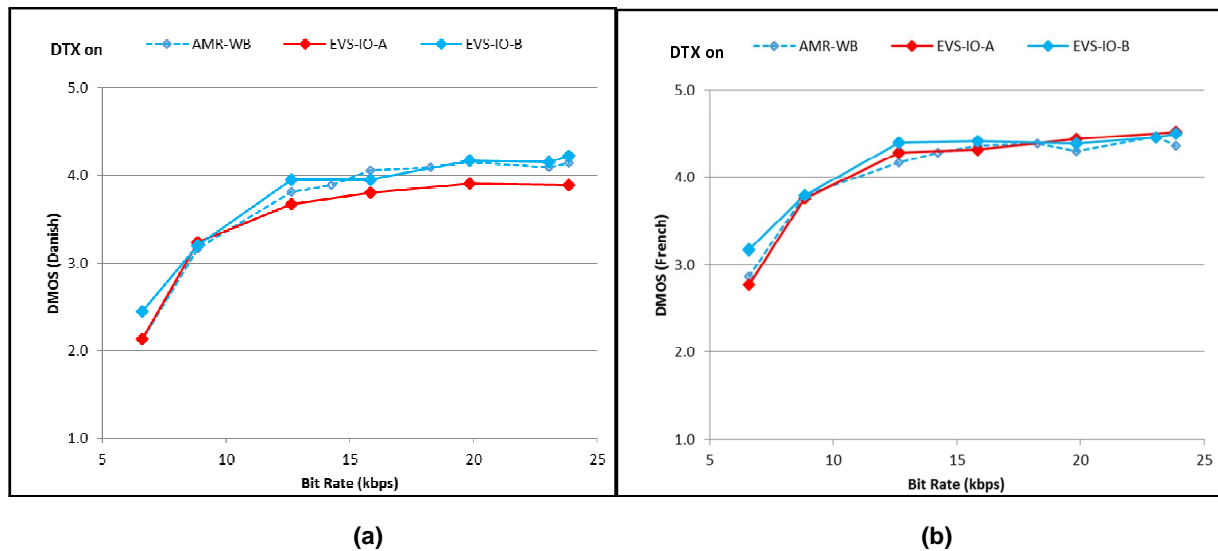 DTX on AMR-WB EVS-IO-A EVS-IO-B
5.0
4.0
3.0
2.0
1.0
DMOS (Danish)
5 10 15 20 25
Bit Rate (kbps)
(a)
DTX on AMR-WB EVS-IO-A EVS-IO-B
5.0
4.0
3.0
2.0
1.0
DMOS (French)
5 10 15 20 25
Bit Rate (kbps)
(b)